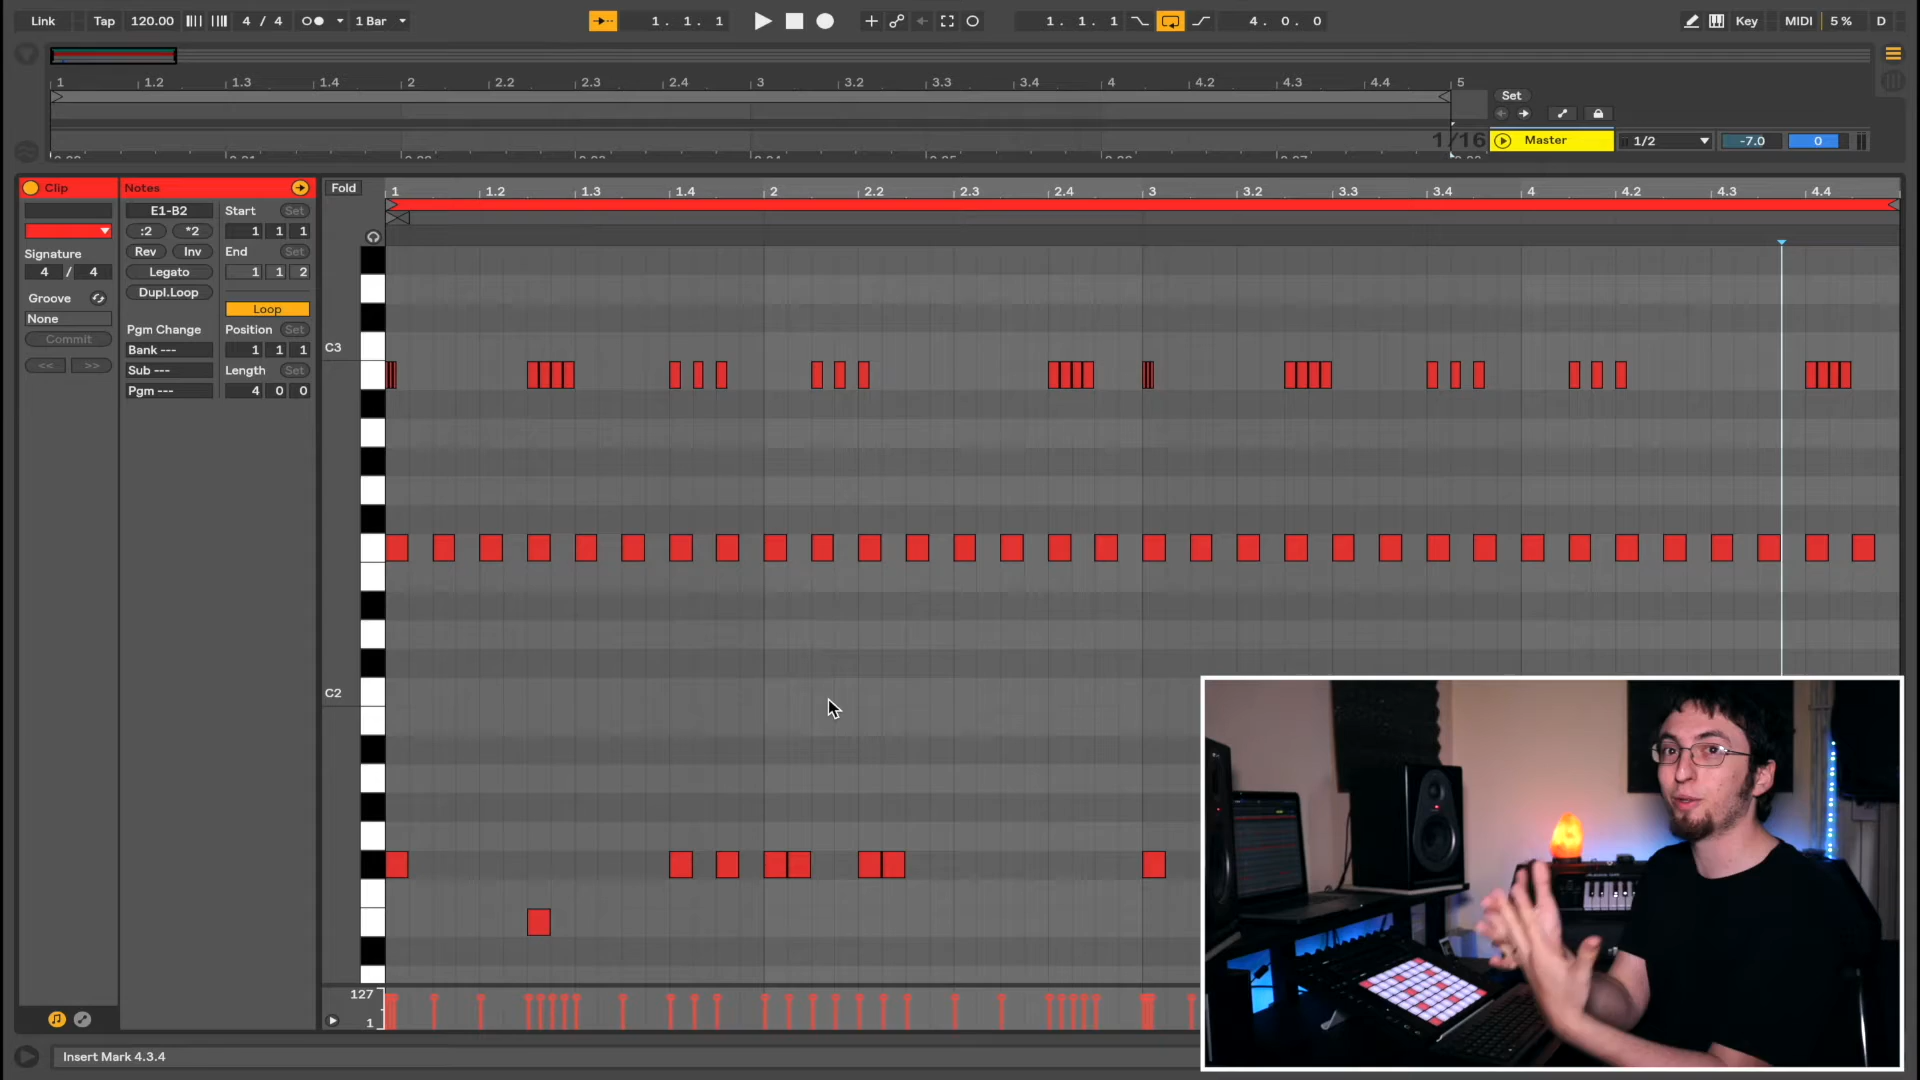 Link Tap 120.00 4 / 4 1 Bar 1. 1. 1 1. 1. 1 4. 0. 0 Key MIDI 5 % D
1 1.2 1.3 1.4 2 2.2 2.3 2.4 3 3.2 3.3 3.4 4 4.2 4.3 4.4 5
Set
1/16 Master 1/2 -7.0 0
Clip Notes Fold 1 1.2 1.3 1.4 2 2.2 2.3 2.4 3 3.2 3.3 3.4 4 4.2 4.3 4.4
E1-B2 Start Set
:2 *2 1 1 1
Signature Rev Inv End Set
4 / 4 Legato 1 1 2
Groove Dupl.Loop
None Loop
Commit Pgm Change Position Set
<< >> Bank --- 1 1 1
Sub --- Length Set
Pgm --- 4 0 0
C3
C2
127
1
Insert Mark 4.3.4